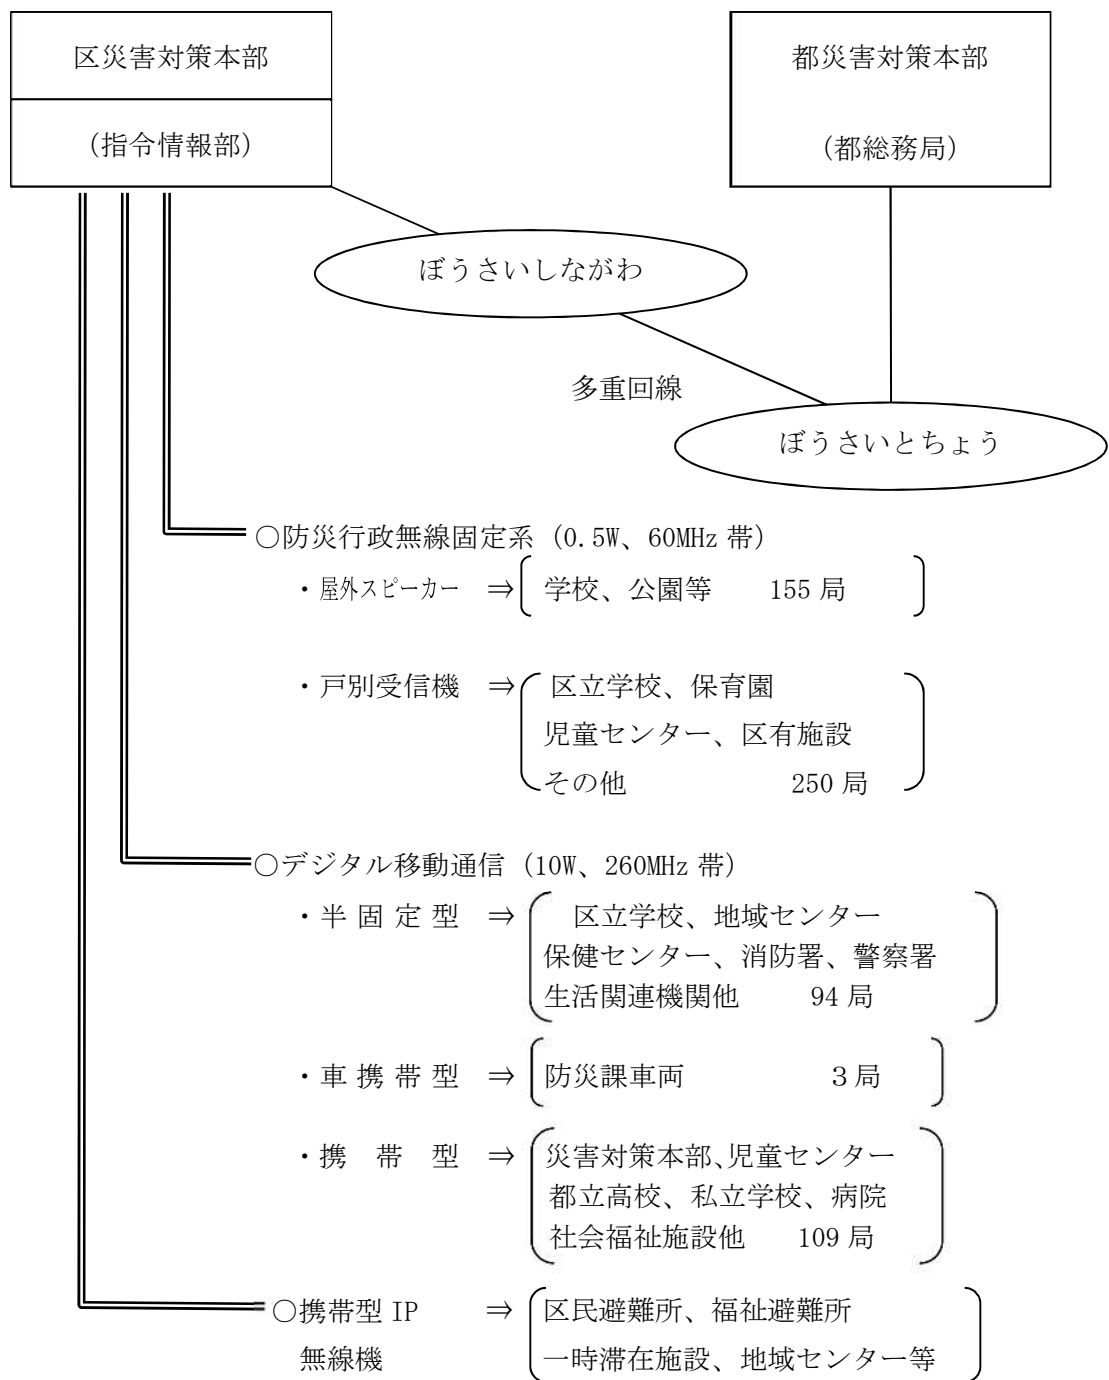 区災害対策本部
(指令情報部)
都災害対策本部
(都総務局)
ぼうさいしながわ
多重回線
ぼうさいとちょう
○防災行政無線固定系(0.5W、60MHz 帯)
・屋外スピーカー ⇒ 学校、公園等 155 局
・戸別受信機 ⇒ 区立学校、保育園
児童センター、区有施設
その他 250 局
○デジタル移動通信(10W、260MHz 帯)
・半固定型 ⇒ 区立学校、地域センター
保健センター、消防署、警察署
生活関連機関他 94 局
・車携帯型 ⇒ 防災課車両 3局
・携帯型 ⇒ 災害対策本部、児童センター
都立高校、私立学校、病院
社会福祉施設他 109 局
○携帯型 IP ⇒ 区民避難所、福祉避難所
無線機 一時滞在施設、地域センター等